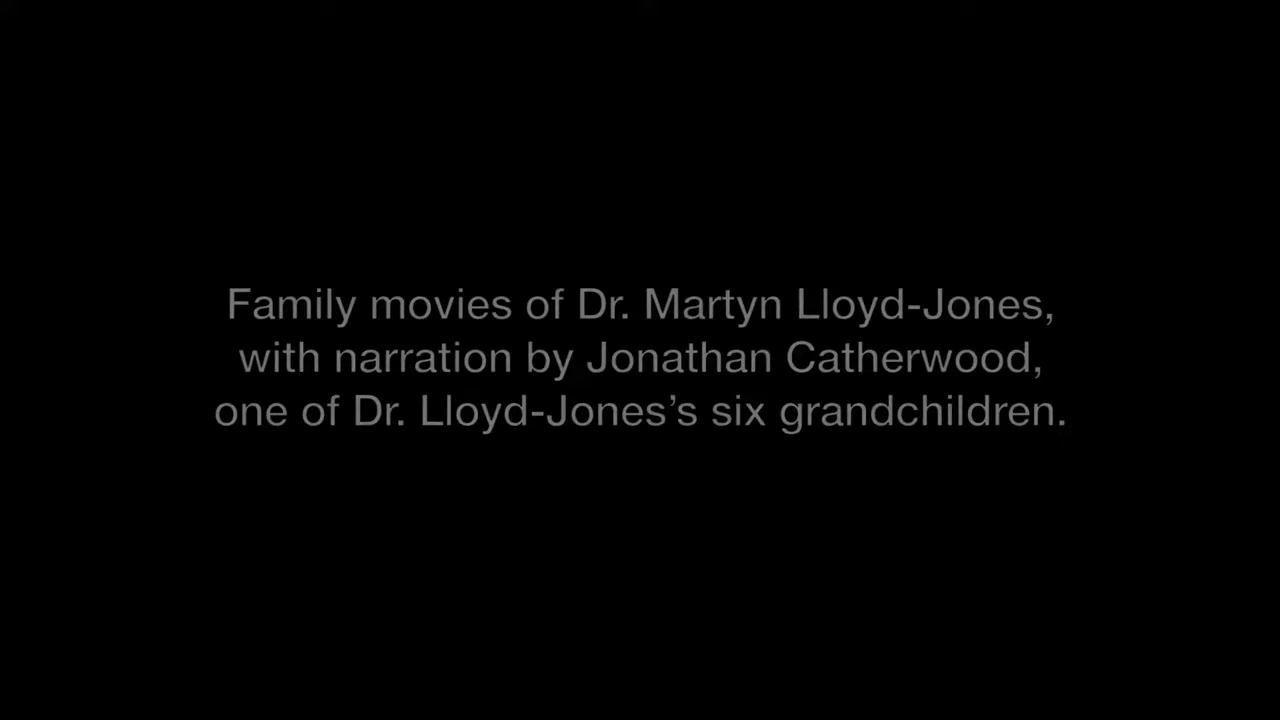 Family movies of Dr. Martyn Lloyd-Jones,
with narration by Jonathan Catherwood,
one of Dr. Lloyd-Jones’s six grandchildren.